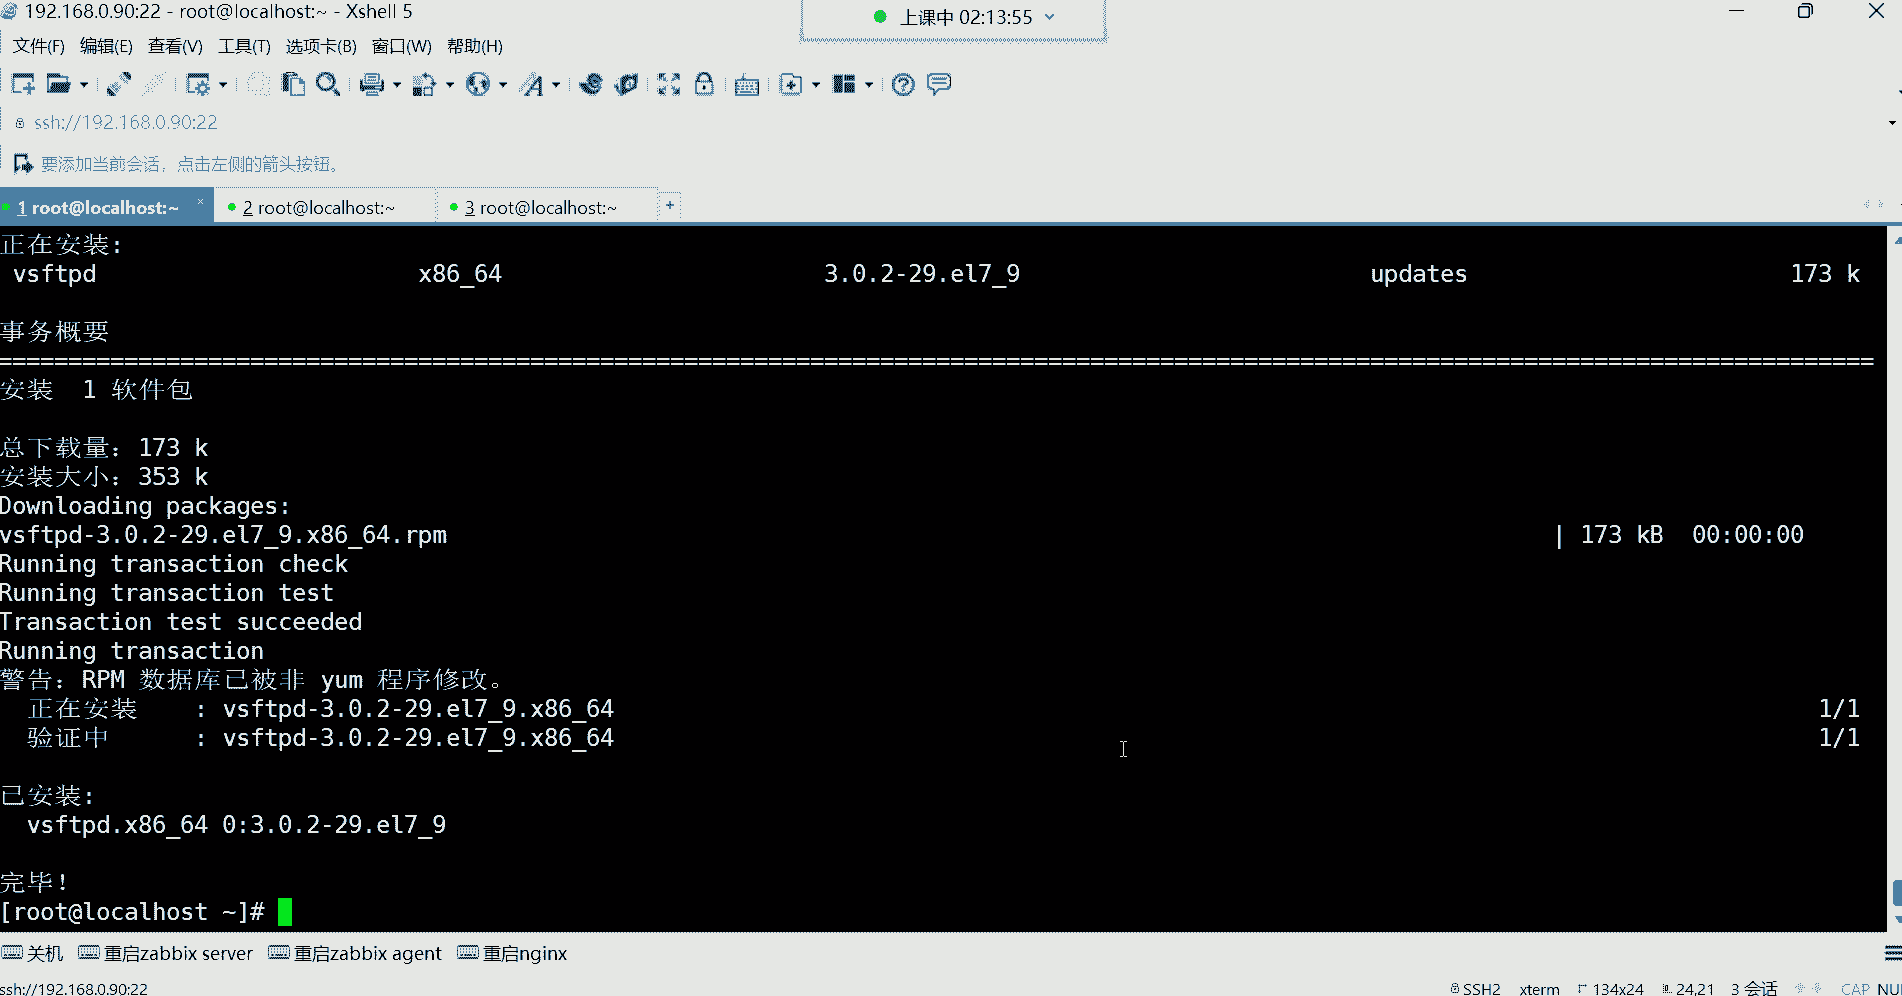 192.168.0.90:22 - root@localhost:~ - Xshell 5
上课中 02:13:55
文件(F) 编辑(E) 查看(V) 工具(T) 选项卡(B) 窗口(W) 帮助(H)
ssh://192.168.0.90:22
要添加当前会话，点击左侧的箭头按钮。
1 root@localhost:~ × 2 root@localhost:~ 3 root@localhost:~ +
正在安装:
vsftpd x86_64 3.0.2-29.el7_9 updates 173 k
事务概要
================================================================================
安装 1 软件包
总下载量：173 k
安装大小：353 k
Downloading packages:
vsftpd-3.0.2-29.el7_9.x86_64.rpm | 173 kB 00:00:00
Running transaction check
Running transaction test
Transaction test succeeded
Running transaction
警告：RPM 数据库已被非 yum 程序修改。
正在安装 : vsftpd-3.0.2-29.el7_9.x86_64 1/1
验证中 : vsftpd-3.0.2-29.el7_9.x86_64 1/1
已安装:
vsftpd.x86_64 0:3.0.2-29.el7_9
完毕！
[root@localhost ~]#
关机 重启zabbix server 重启zabbix agent 重启nginx
ssh://192.168.0.90:22 SSH2 xterm 134x24 24,21 3 会话 CAP NU